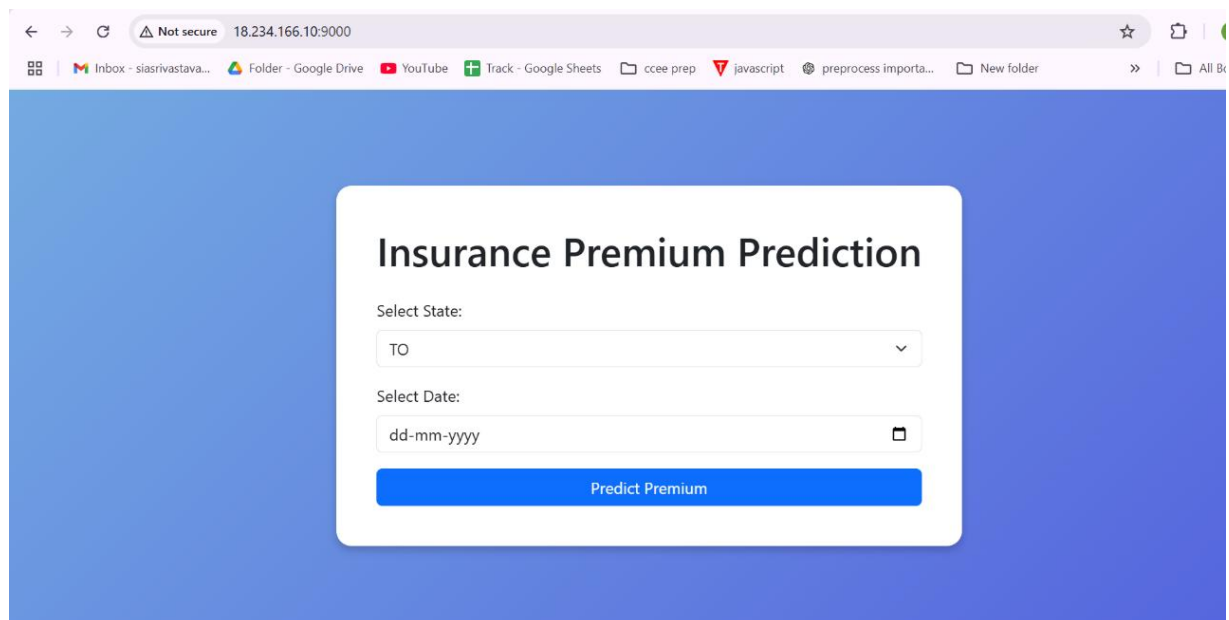 Not secure 18.234.166.10:9000
Inbox - siasrivastava... Folder - Google Drive YouTube Track - Google Sheets ccee prep javascript preprocess importa... New folder » All Bo
Insurance Premium Prediction
Select State:
TO
Select Date:
dd-mm-yyyy
Predict Premium